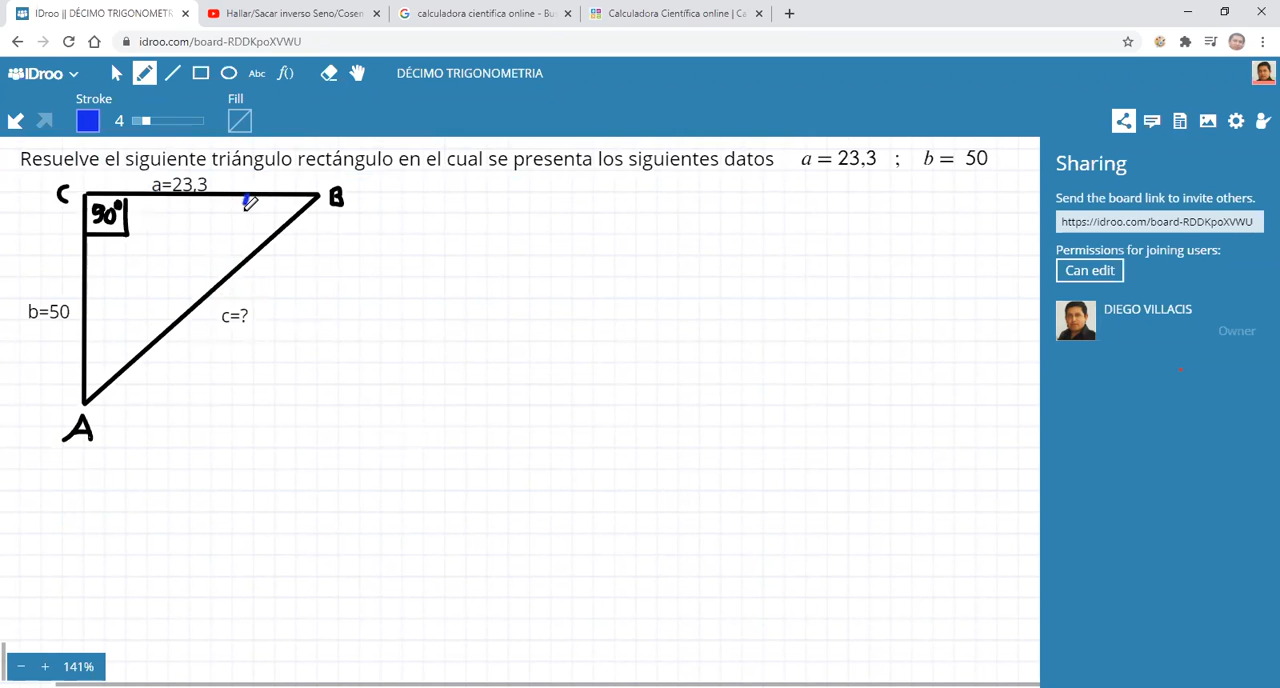 IDroo || DÉCIMO TRIGONOMETRI
Hallar/Sacar inverso Seno/Cosen
calculadora cientifica online - Bu
Calculadora Científica online | Ca
idroo.com/board-RDDKpoXVWU
IDroo
Abc
f()
DÉCIMO TRIGONOMETRIA
Stroke
Fill
4
Resuelve el siguiente triángulo rectángulo en el cual se presenta los siguientes datos a = 23,3 ; b = 50
C
a=23,3
B
90°
b=50
c=?
A
Sharing
Send the board link to invite others.
https://idroo.com/board-RDDKpoXVWU
Permissions for joining users:
Can edit
DIEGO VILLACIS
Owner
− + 141%